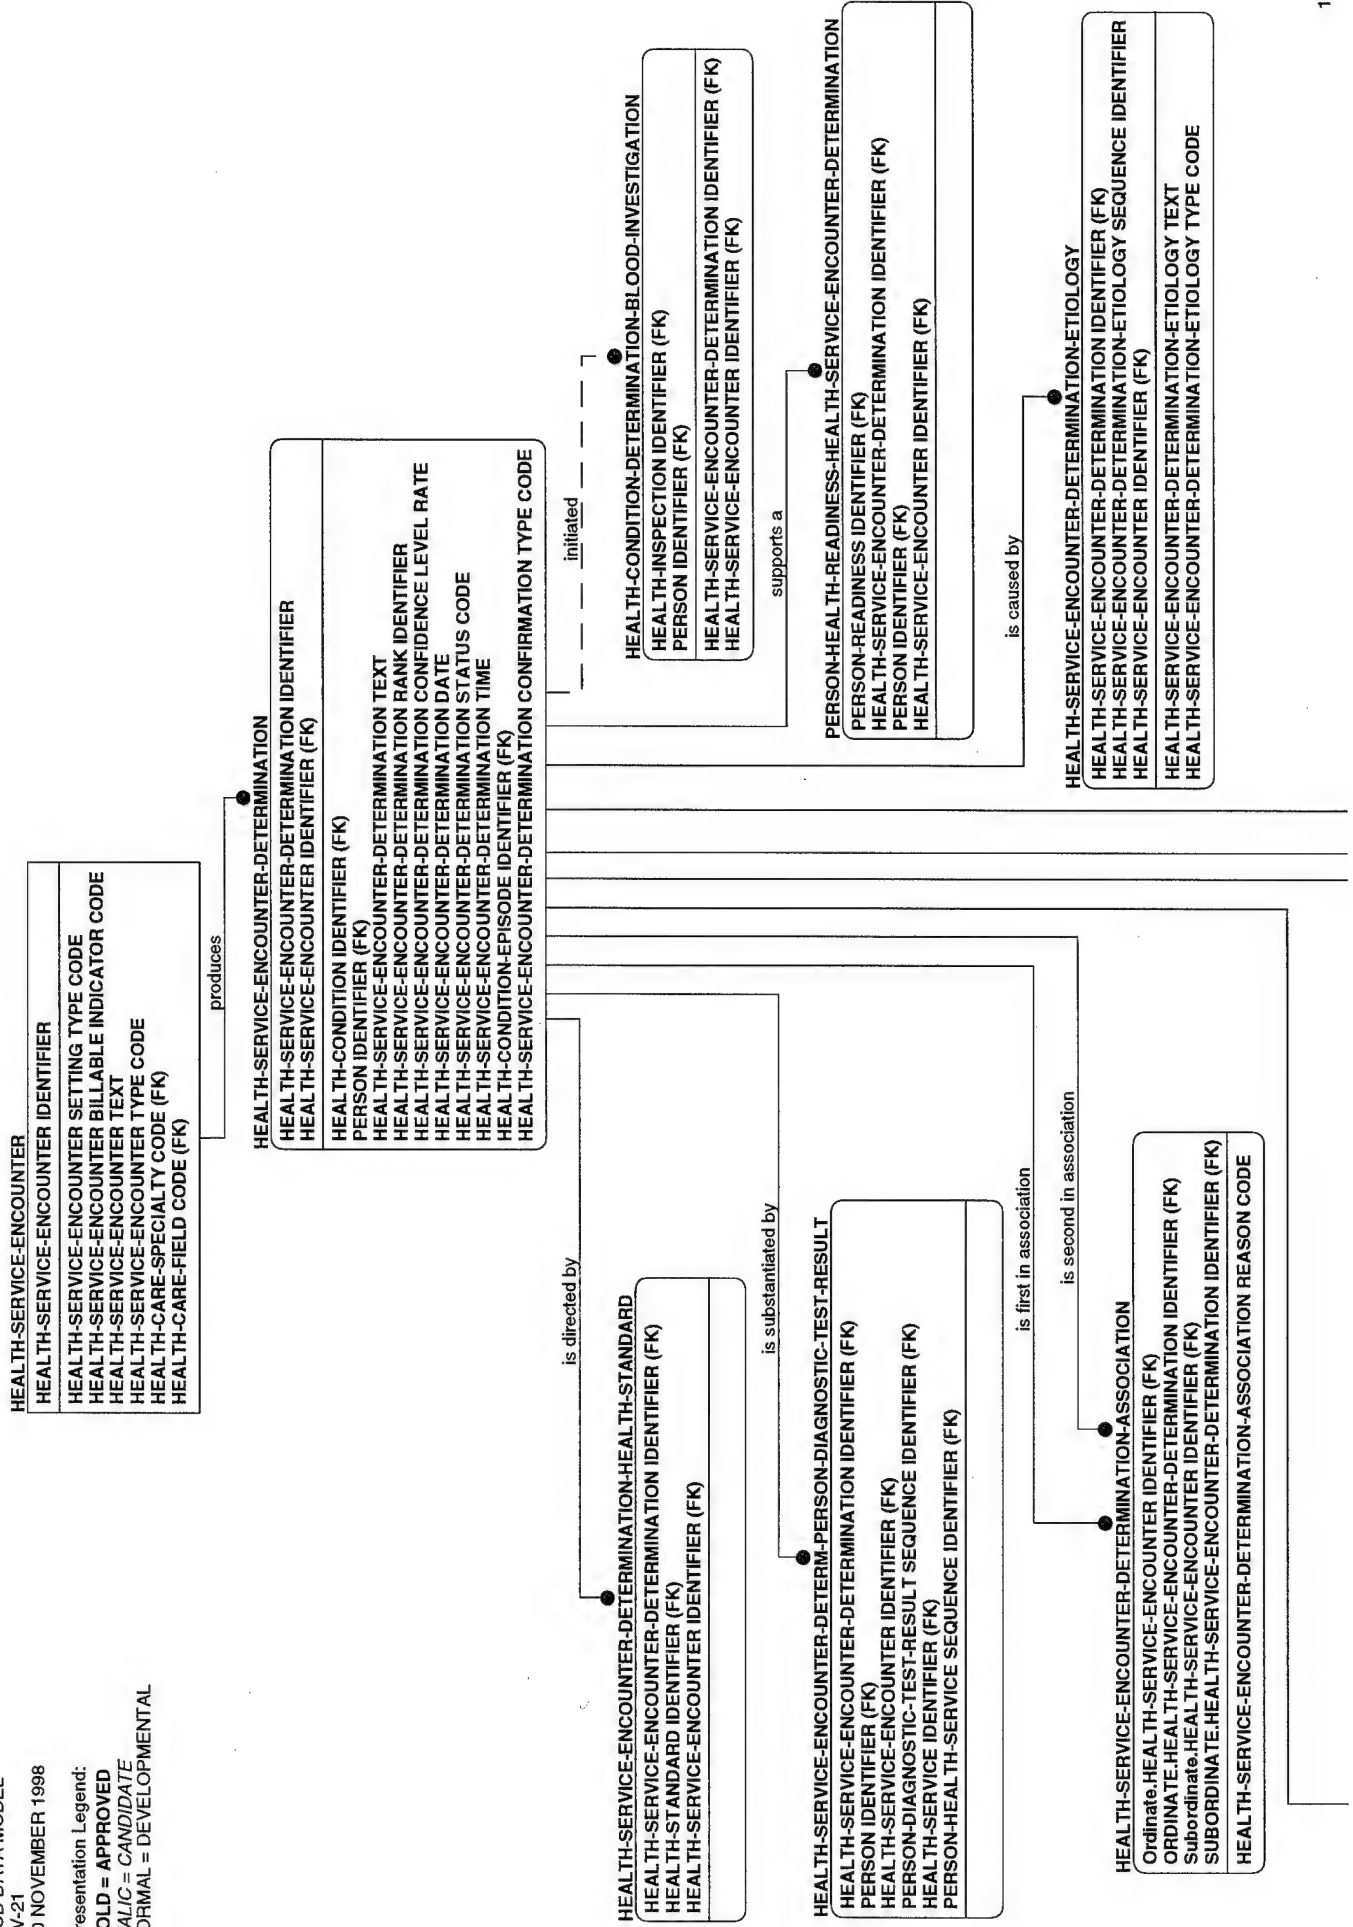 DATA MODEL
V-21
NOVEMBER 1998
Legend:
= APPROVED
= CANDIDATE
= DEVELOPMENTAL
HEALTH-SERVICE-ENCOUNTER
HEALTH-SERVICE-ENCOUNTER IDENTIFIER
HEALTH-SERVICE-ENCOUNTER SETTING TYPE CODE
HEALTH-SERVICE-ENCOUNTER BILLABLE INDICATOR CODE
HEALTH-SERVICE-ENCOUNTER TEXT
HEALTH-SERVICE-ENCOUNTER TYPE CODE
HEALTH-CARE-SPECIALTY CODE (FK)
HEALTH-CARE-FIELD CODE (FK)
produces
HEALTH-SERVICE-ENCOUNTER-DETERMINATION
HEALTH-SERVICE-ENCOUNTER-DETERMINATION IDENTIFIER
HEALTH-SERVICE-ENCOUNTER IDENTIFIER (FK)
HEALTH-CONDITION IDENTIFIER (FK)
PERSON IDENTIFIER (FK)
HEALTH-SERVICE-ENCOUNTER-DETERMINATION TEXT
HEALTH-SERVICE-ENCOUNTER-DETERMINATION RANK IDENTIFIER
HEALTH-SERVICE-ENCOUNTER-DETERMINATION CONFIDENCE LEVEL RATE
HEALTH-SERVICE-ENCOUNTER-DETERMINATION DATE
HEALTH-SERVICE-ENCOUNTER-DETERMINATION STATUS CODE
HEALTH-SERVICE-ENCOUNTER-DETERMINATION TIME
HEALTH-CONDITION-EPISODE IDENTIFIER (FK)
HEALTH-SERVICE-ENCOUNTER-DETERMINATION CONFIRMATION TYPE CODE
is directed by
HEALTH-SERVICE-ENCOUNTER-DETERMINATION-HEALTH-STANDARD
HEALTH-SERVICE-ENCOUNTER-DETERMINATION IDENTIFIER (FK)
HEALTH-STANDARD IDENTIFIER (FK)
HEALTH-SERVICE-ENCOUNTER IDENTIFIER (FK)
is substantiated by
HEALTH-SERVICE-ENCOUNTER-DETERM-PERSON-DIAGNOSTIC-TEST-RESULT
HEALTH-SERVICE-ENCOUNTER-DETERMINATION IDENTIFIER (FK)
PERSON IDENTIFIER (FK)
HEALTH-SERVICE-ENCOUNTER IDENTIFIER (FK)
PERSON-DIAGNOSTIC-TEST-RESULT SEQUENCE IDENTIFIER (FK)
HEALTH-SERVICE IDENTIFIER (FK)
PERSON-HEALTH-SERVICE SEQUENCE IDENTIFIER (FK)
is first in association
is second in association
HEALTH-SERVICE-ENCOUNTER-DETERMINATION-ASSOCIATION
Ordinate.HEALTH-SERVICE-ENCOUNTER IDENTIFIER (FK)
ORDINATE.HEALTH-SERVICE-ENCOUNTER-DETERMINATION IDENTIFIER (FK)
Subordinate.HEALTH-SERVICE-ENCOUNTER IDENTIFIER (FK)
SUBORDINATE.HEALTH-SERVICE-ENCOUNTER-DETERMINATION IDENTIFIER (FK)
HEALTH-SERVICE-ENCOUNTER-DETERMINATION-ASSOCIATION REASON CODE
initiated
HEALTH-CONDITION-DETERMINATION-BLOOD-INVESTIGATION
HEALTH-INSPECTION IDENTIFIER (FK)
PERSON IDENTIFIER (FK)
HEALTH-SERVICE-ENCOUNTER-DETERMINATION IDENTIFIER (FK)
HEALTH-SERVICE-ENCOUNTER IDENTIFIER (FK)
supports a
PERSON-HEALTH-READINESS-HEALTH-SERVICE-ENCOUNTER-DETERMINATION
PERSON-READINESS IDENTIFIER (FK)
HEALTH-SERVICE-ENCOUNTER-DETERMINATION IDENTIFIER (FK)
PERSON IDENTIFIER (FK)
HEALTH-SERVICE-ENCOUNTER IDENTIFIER (FK)
is caused by
HEALTH-SERVICE-ENCOUNTER-DETERMINATION-ETIOLOGY
HEALTH-SERVICE-ENCOUNTER-DETERMINATION IDENTIFIER (FK)
HEALTH-SERVICE-ENCOUNTER-DETERMINATION-ETIOLOGY SEQUENCE IDENTIFIER
HEALTH-SERVICE-ENCOUNTER IDENTIFIER (FK)
HEALTH-SERVICE-ENCOUNTER-DETERMINATION-ETIOLOGY TEXT
HEALTH-SERVICE-ENCOUNTER-DETERMINATION-ETIOLOGY TYPE CODE
1